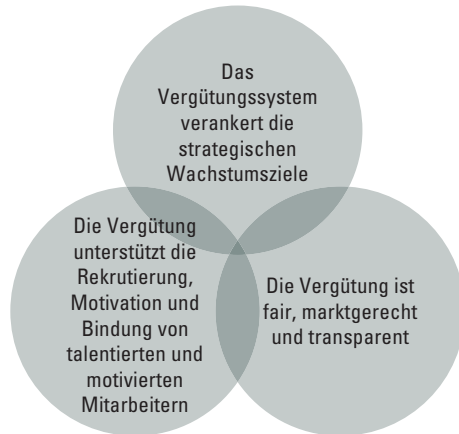 Das
Vergütungssystem
verankert die
strategischen
Wachstumsziele
Die Vergütung
unterstützt die
Rekrutierung,
Motivation und
Bindung von
talentierten und
motivierten
Mitarbeitern
Die Vergütung ist
fair, marktgerecht
und transparent